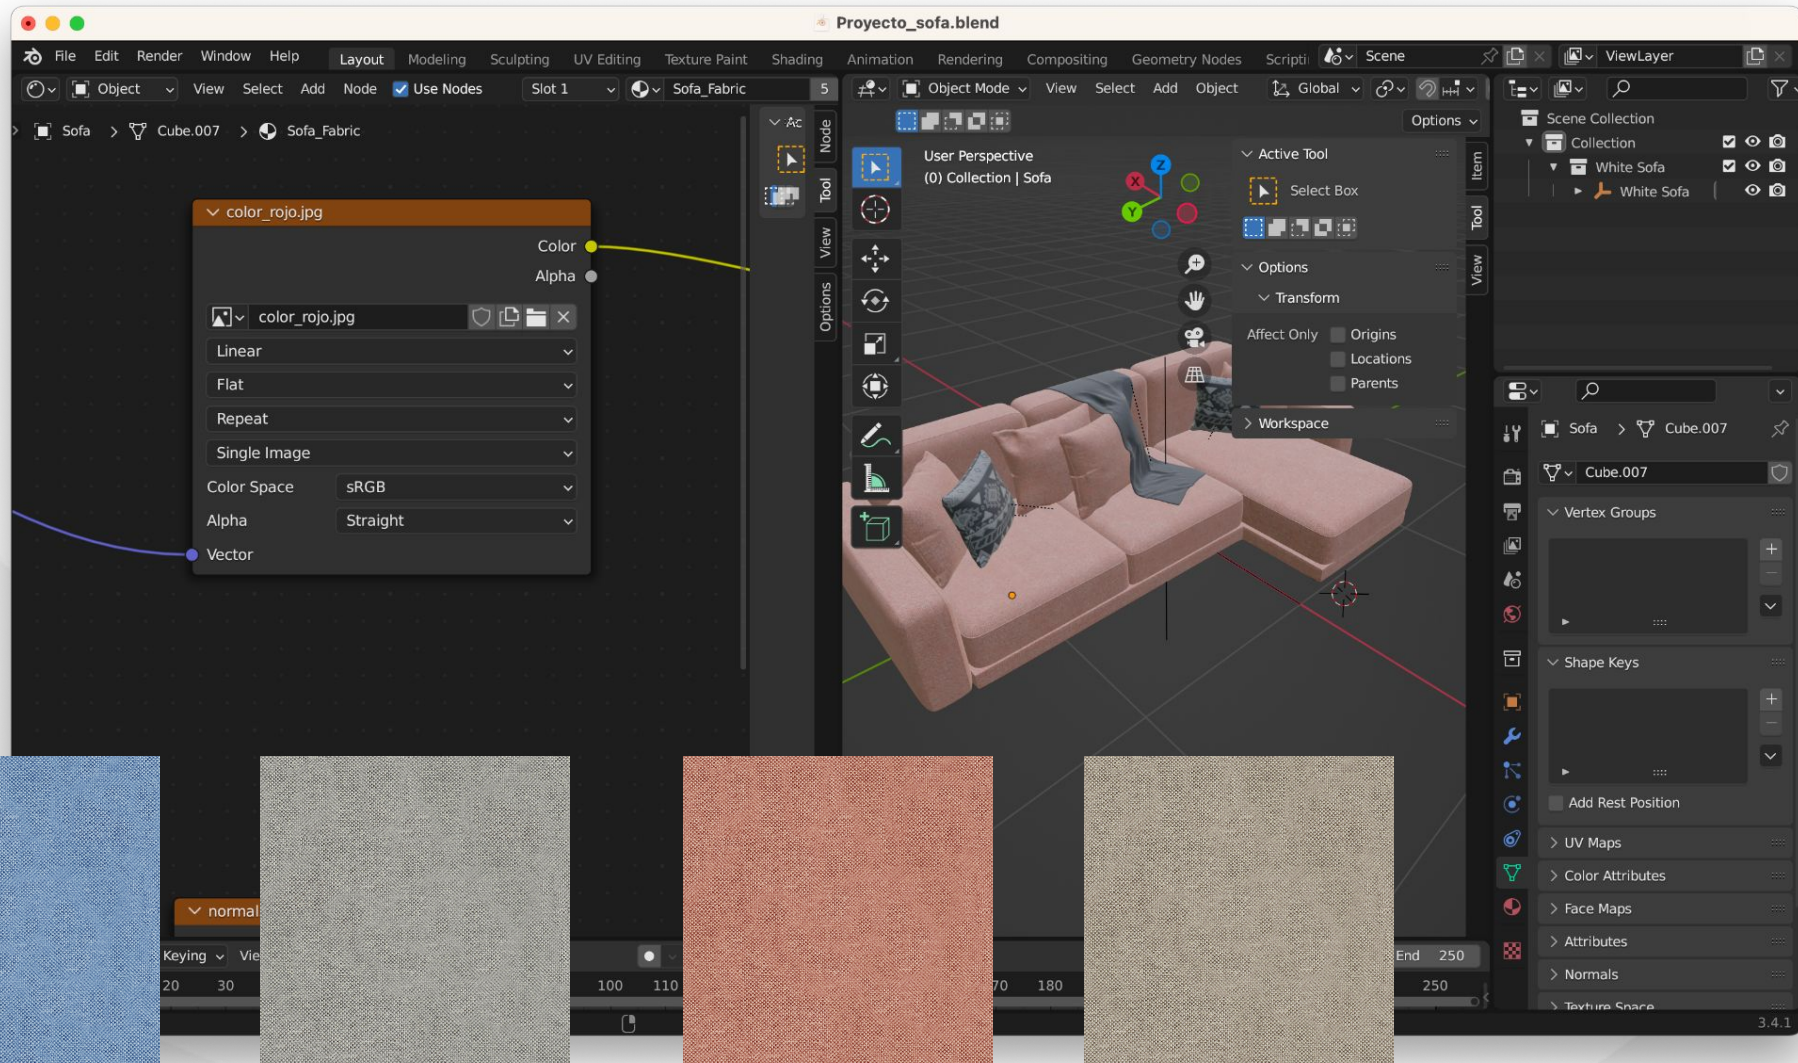 Proyecto_sofa.blend
File Edit Render Window Help Layout Modeling Sculpting UV Editing Texture Paint Shading Animation Rendering Compositing Geometry Nodes Scripti Scene ViewLayer
Object View Select Add Node Use Nodes Slot 1 Sofa_Fabric 5
Object Mode View Select Add Object Global
Options
Sofa > Cube.007 > Sofa_Fabric
Ac
Node
Tool
View
Options
color_rojo.jpg
Color
Alpha
color_rojo.jpg
Linear
Flat
Repeat
Single Image
Color Space sRGB
Alpha Straight
Vector
normal
User Perspective
(0) Collection | Sofa
X
Y
Z
Active Tool
Select Box
Options
Transform
Affect Only Origins
Locations
Parents
Workspace
Item
Tool
View
Scene Collection
Collection
White Sofa
White Sofa
Sofa > Cube.007
Cube.007
Vertex Groups
Shape Keys
Add Rest Position
UV Maps
Color Attributes
Face Maps
Attributes
Normals
Texture Space
Keying Vie
End 250
20 30 100 110 70 180 250
3.4.1